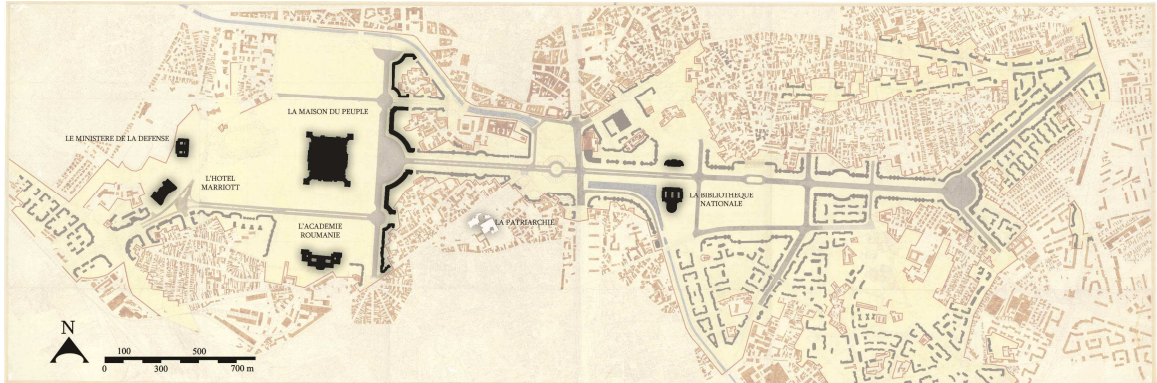 LA MAISON DU PEUPLE
LE MINISTERE DE LA DEFENSE
L'HOTEL
MARRIOTT
L'ACADEMIE
ROUMANIE
LA PATRIARCHIE
LA BIBLIOTHEQUE
NATIONALE
N
100 500
0 300 700 m